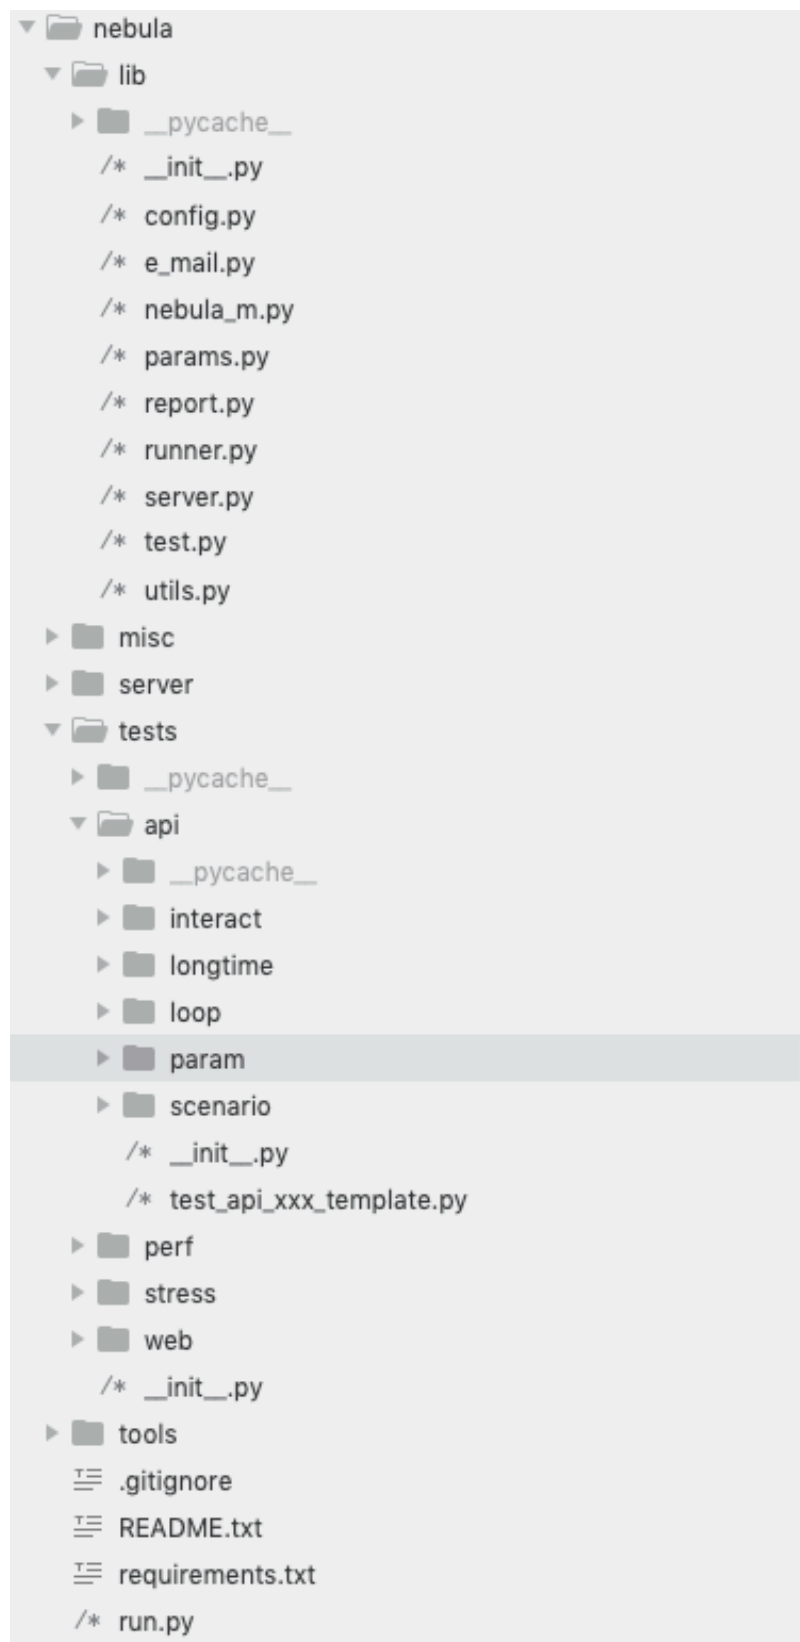 nebula
lib
__pycache__
/* __init__.py
/* config.py
/* e_mail.py
/* nebula_m.py
/* params.py
/* report.py
/* runner.py
/* server.py
/* test.py
/* utils.py
misc
server
tests
__pycache__
api
__pycache__
interact
longtime
loop
param
scenario
/* __init__.py
/* test_api_xxx_template.py
perf
stress
web
/* __init__.py
tools
.gitignore
README.txt
requirements.txt
/* run.py